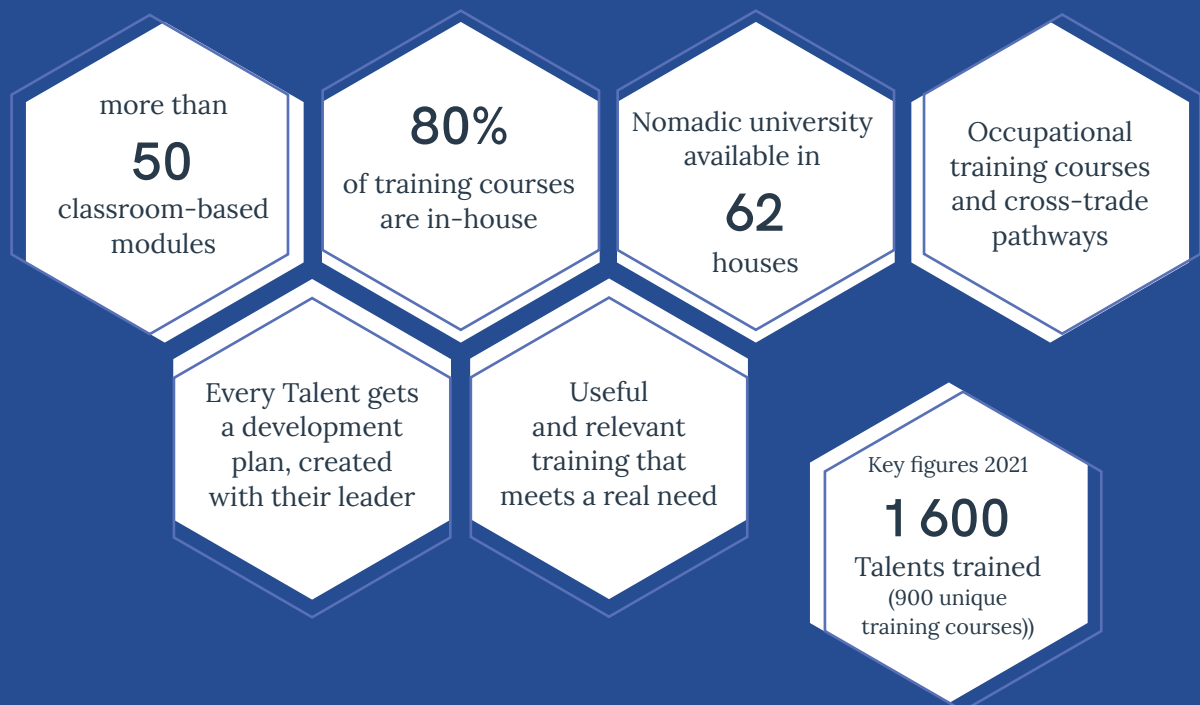 more than
50
classroom-based
modules
80%
of training courses
are in-house
Nomadic university
available in
62
houses
Occupational
training courses
and cross-trade
pathways
Every Talent gets
a development
plan, created
with their leader
Useful
and relevant
training that
meets a real need
Key figures 2021
1 600
Talents trained
(900 unique
training courses))